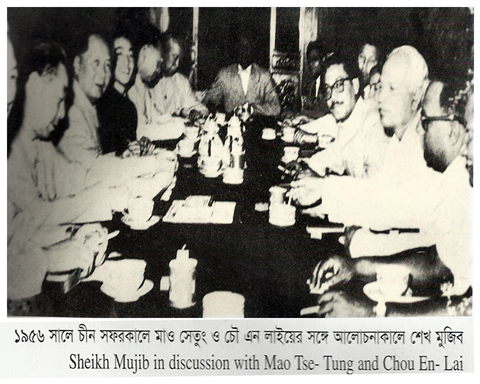 ১৯৫৬ সালে চীন সফরকালে মাও সেতুং ও চৌ এন লাইয়ের সঙ্গে আলোচনাকালে শেখ মুজিব
Sheikh Mujib in discussion with Mao Tse- Tung and Chou En- Lai